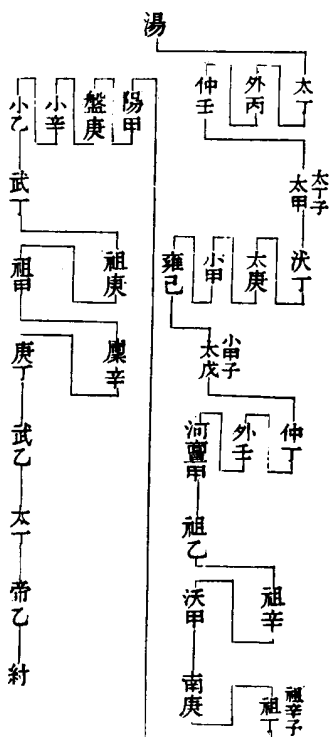 湯
太丁
外丙
仲壬
太丁子
太甲
沃丁
太庚
小甲
雍己
小甲子
太戊
仲丁
外壬
河亶甲
祖乙
祖辛
沃甲
祖辛子
祖丁
南庚
陽甲
盤庚
小辛
小乙
武丁
祖庚
祖甲
廩辛
庚丁
武乙
太丁
帝乙
紂